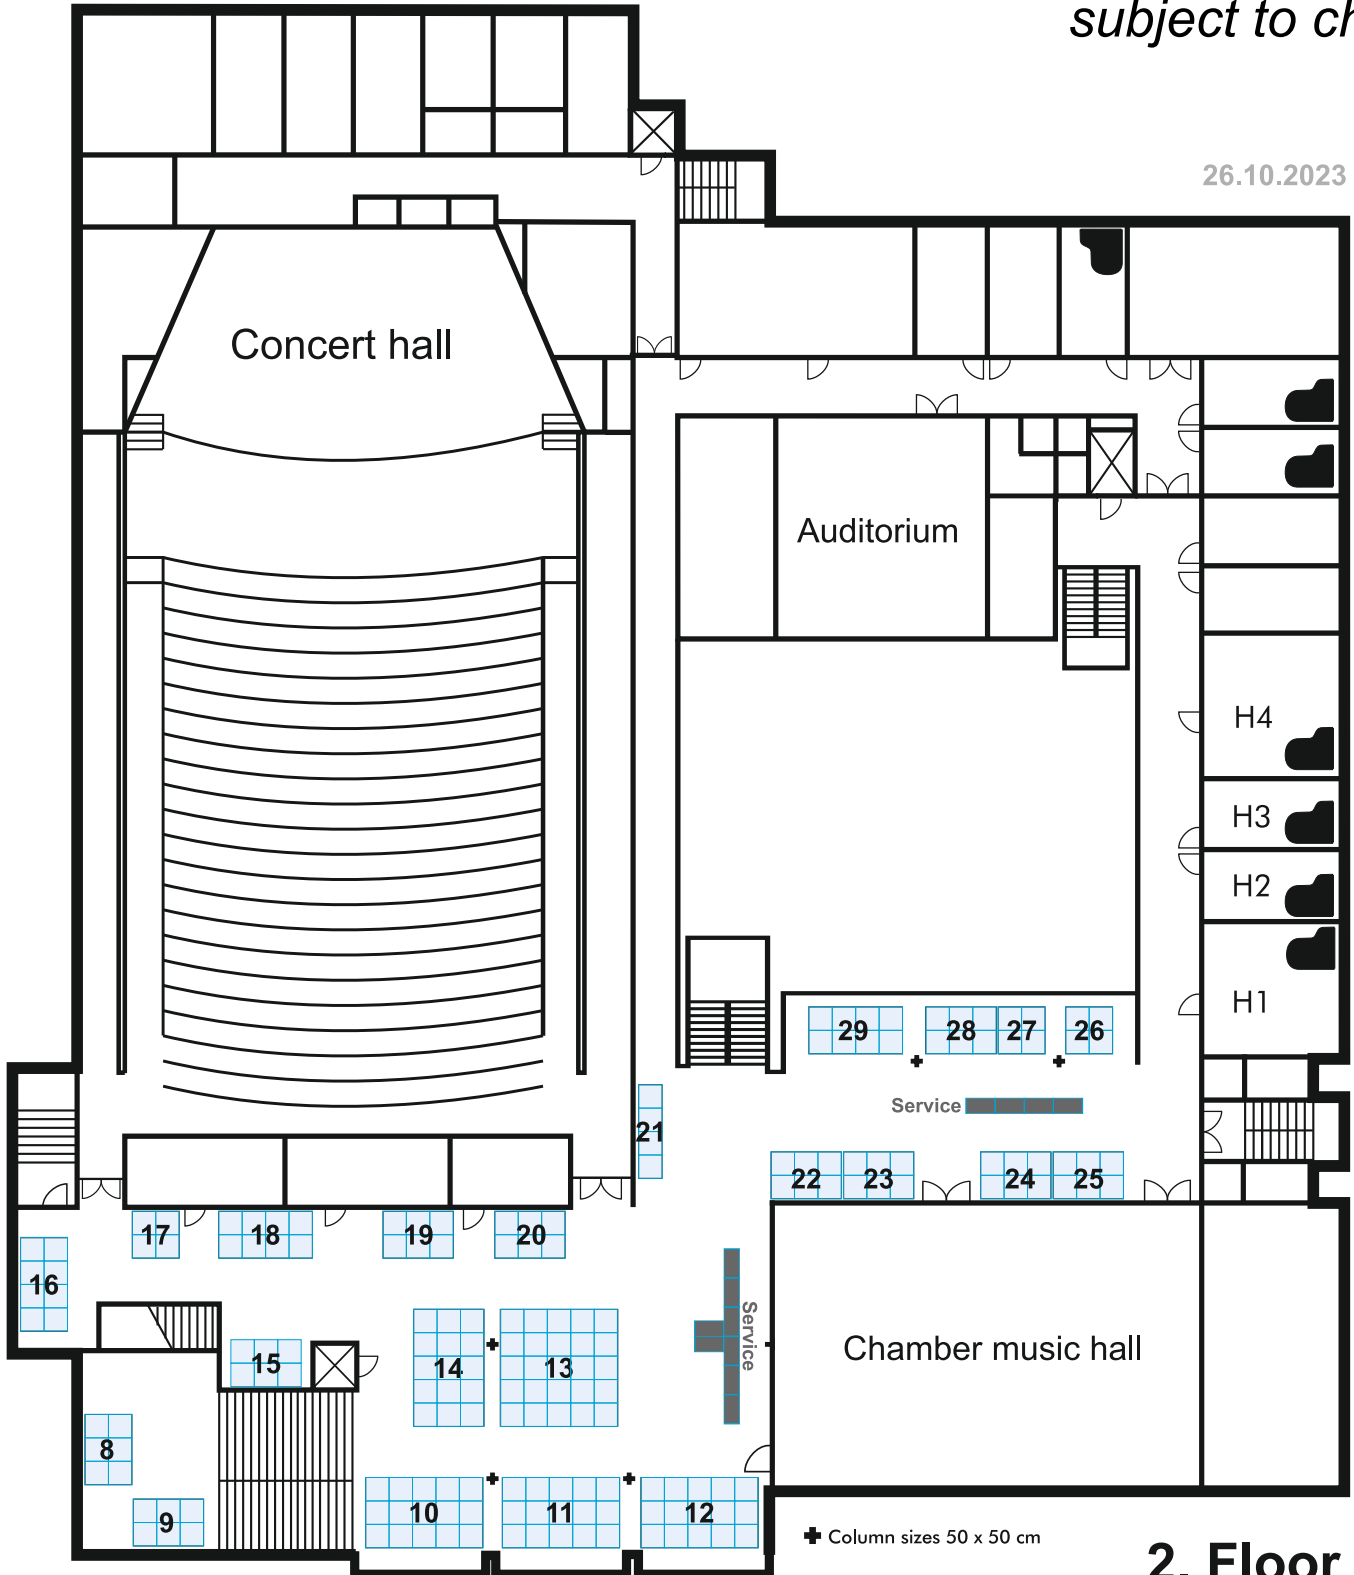 subject to ch
26.10.2023
Concert hall
Auditorium
H4
H3
H2
H1
29
28
27
26
Service
21
22
23
24
25
17
18
19
20
16
Service
15
14
13
Chamber music hall
8
9
10
11
12
Column sizes 50 x 50 cm
2. Floor